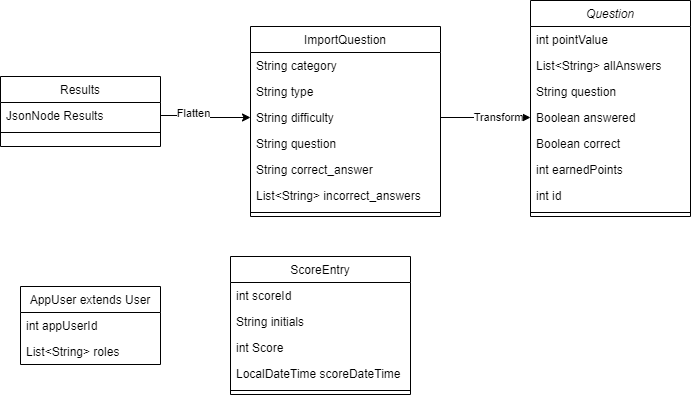 Results
JsonNode Results
Flatten
ImportQuestion
String category
String type
String difficulty
String question
String correct_answer
List<String> incorrect_answers
Transform
Question
int pointValue
List<String> allAnswers
String question
Boolean answered
Boolean correct
int earnedPoints
int id
AppUser extends User
int appUserId
List<String> roles
ScoreEntry
int scoreId
String initials
int Score
LocalDateTime scoreDateTime